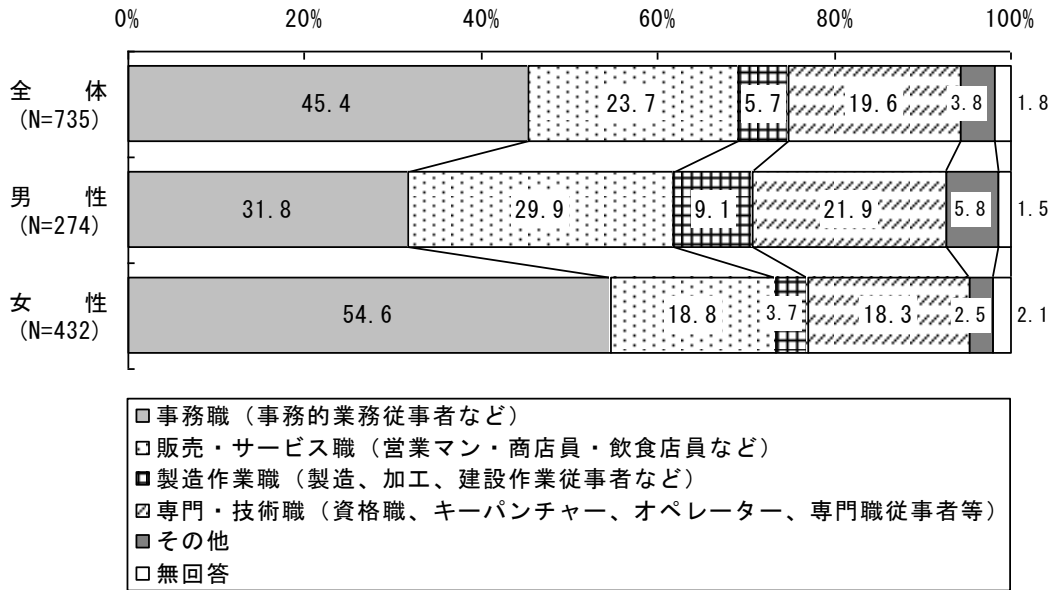 0% 20% 40% 60% 80% 100%
全　体
(N=735)
45.4 23.7 5.7 19.6 3.8 1.8
男　性
(N=274)
31.8 29.9 9.1 21.9 5.8 1.5
女　性
(N=432)
54.6 18.8 3.7 18.3 2.5 2.1
事務職（事務的業務従事者など）
販売・サービス職（営業マン・商店員・飲食店員など）
製造作業職（製造、加工、建設作業従事者など）
専門・技術職（資格職、キーパンチャー、オペレーター、専門職従事者等）
その他
無回答